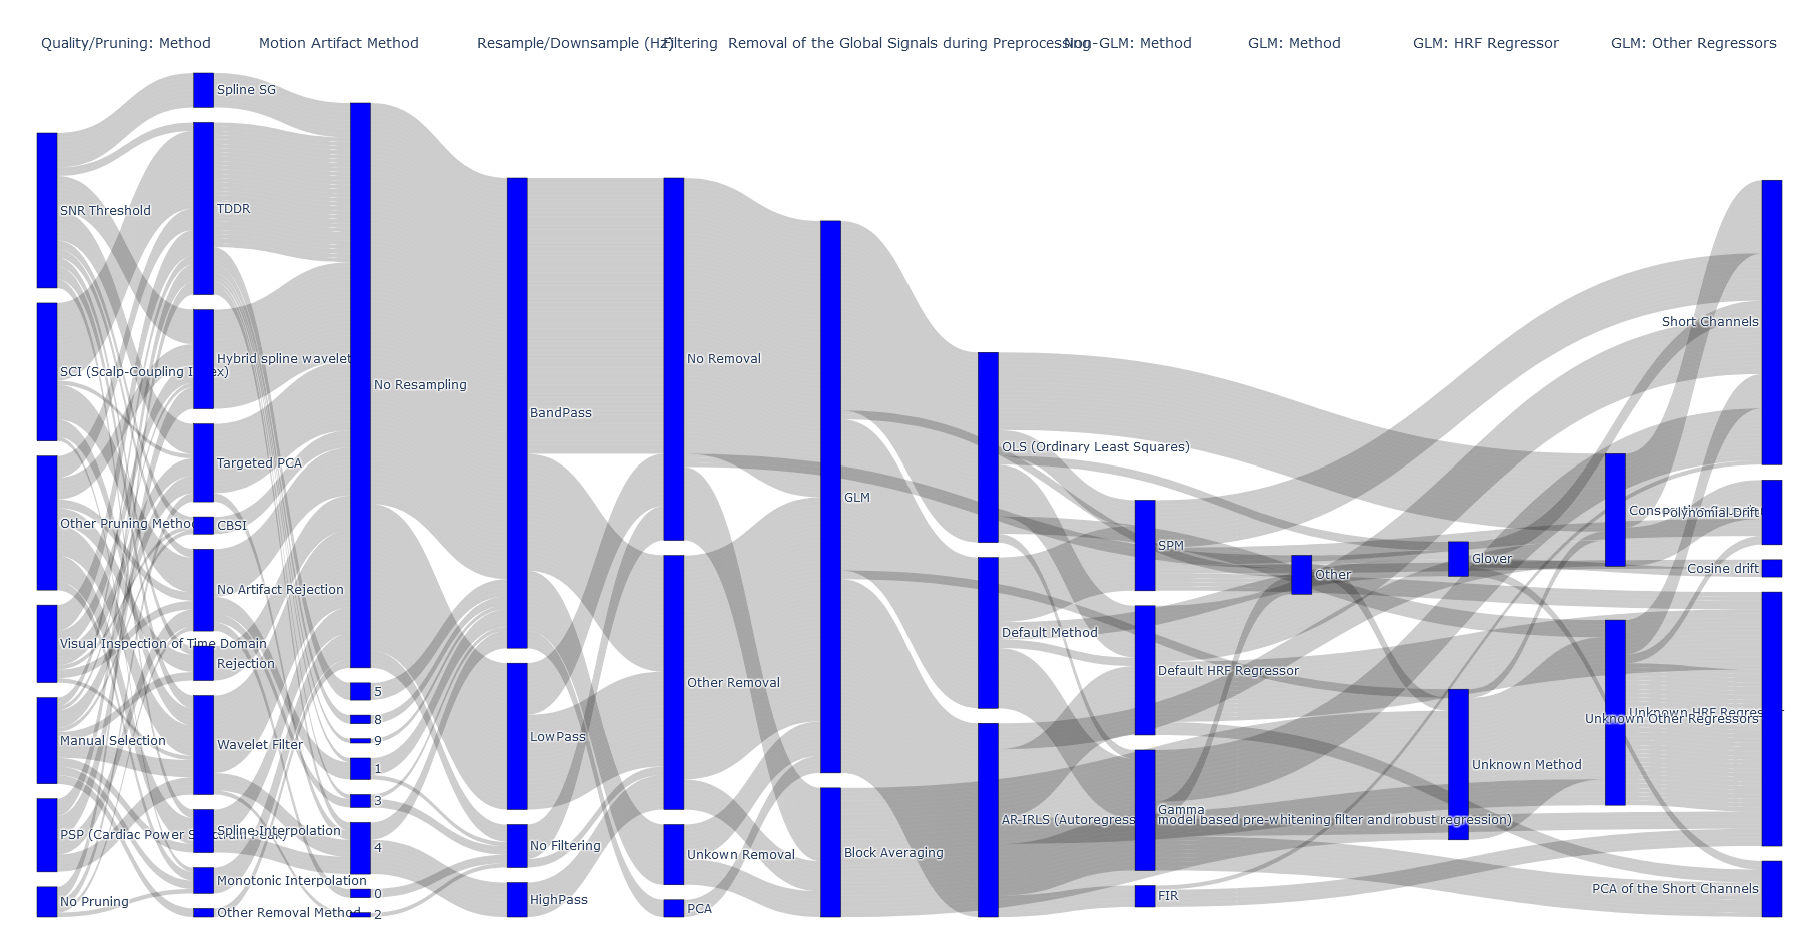 Quality/Pruning: Method
Motion Artifact Method
Resample/Downsample (Hz)
Filtering
Removal of the Global Signals during Preprocessing
Non-GLM: Method
GLM: Method
GLM: HRF Regressor
GLM: Other Regressors
SNR Threshold
SCI (Scalp-Coupling Index)
Other Pruning Method
Visual Inspection of Time Domain
Manual Selection
PSP (Cardiac Power Spectrum Peak)
No Pruning
Spline SG
TDDR
Hybrid spline wavelet
Targeted PCA
CBSI
No Artifact Rejection
Rejection
Wavelet Filter
Spline Interpolation
Monotonic Interpolation
Other Removal Method
No Resampling
5
8
9
1
3
4
0
2
BandPass
LowPass
No Filtering
HighPass
No Removal
Other Removal
Unkown Removal
PCA
GLM
Block Averaging
OLS (Ordinary Least Squares)
Default Method
AR-IRLS (Autoregress model based pre-whitening filter and robust regression)
SPM
Default HRF Regressor
Gamma
FIR
Other
Glover
Unknown Method
Unknown HRF Regressor
Short Channels
Polynomial Drift
Cosine drift
Unknown Other Regressors
PCA of the Short Channels